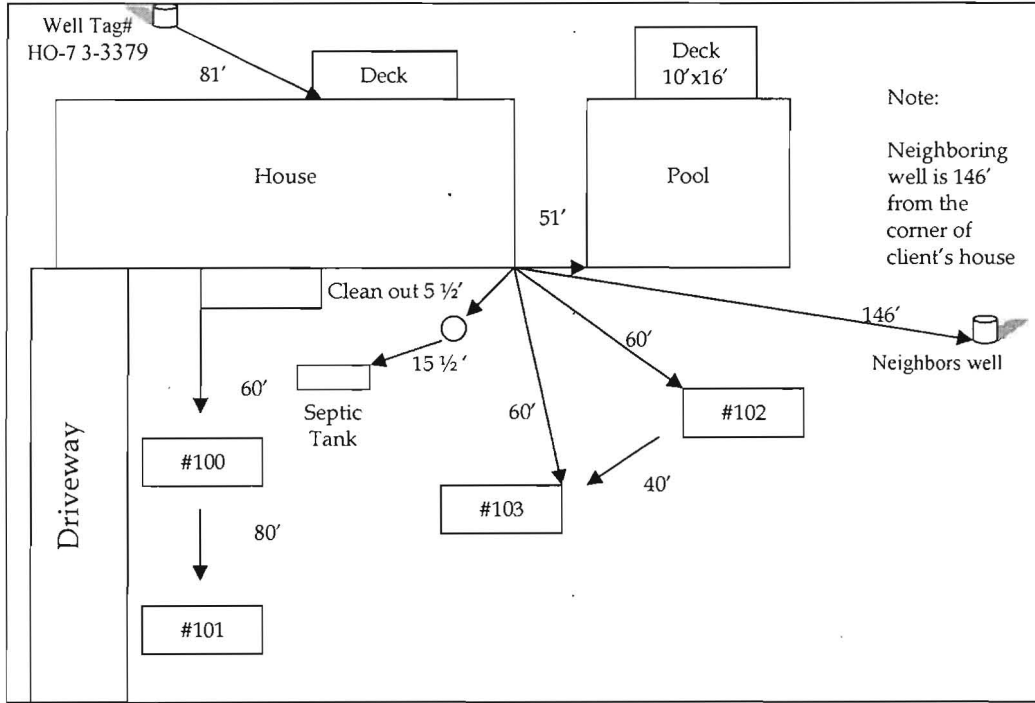 Well Tag#
HO-7 3-3379
81′
Deck
Deck
10′x16′
Note:
Neighboring
well is 146′
from the
corner of
client's house
House
Pool
51′
Clean out 5 ½′
15 ½ ′
Septic
Tank
60′
60′
60′
146′
Neighbors well
#102
40′
#103
#100
80′
#101
Driveway